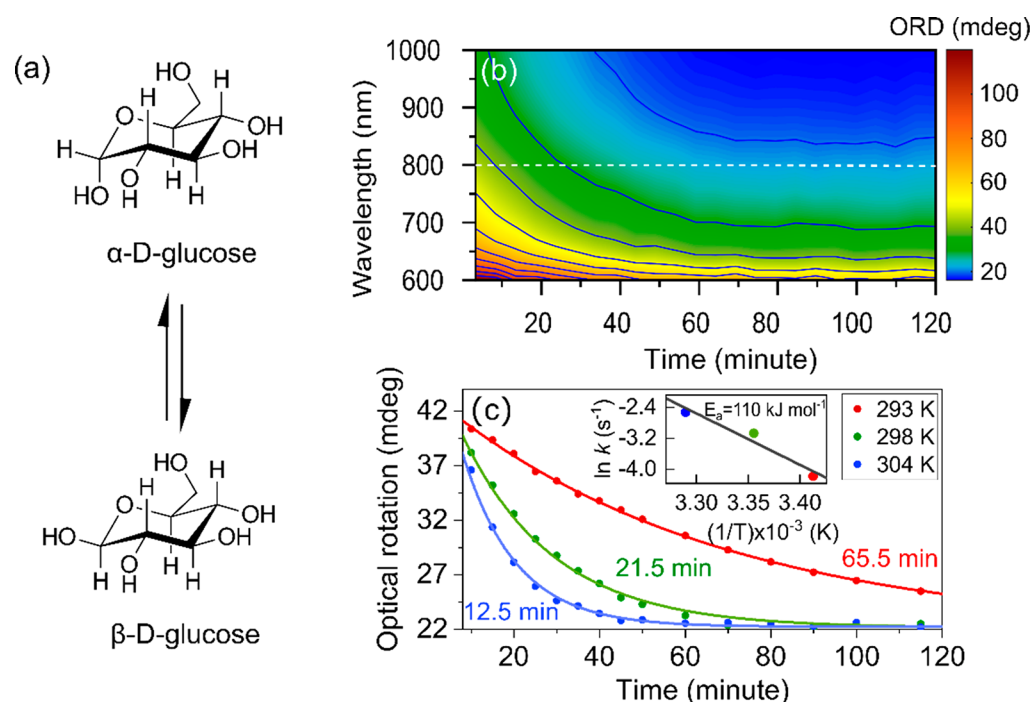 (a)
HO
H
H
O
OH
H
OH
HO
OH
H
H
α-D-glucose
HO
H
H
O
OH
HO
H
OH
OH
H
H
β-D-glucose
ORD (mdeg)
(b)
Wavelength (nm)
1000
900
800
700
600
20
40
60
80
100
120
Time (minute)
100
80
60
40
20
(c)
Optical rotation (mdeg)
42
37
32
27
22
20
40
60
80
100
120
Time (minute)
ln k (s⁻¹)
-2.4
-3.2
-4.0
Eₐ=110 kJ mol⁻¹
3.30
3.35
3.40
(1/T)x10⁻³ (K)
293 K
298 K
304 K
65.5 min
21.5 min
12.5 min